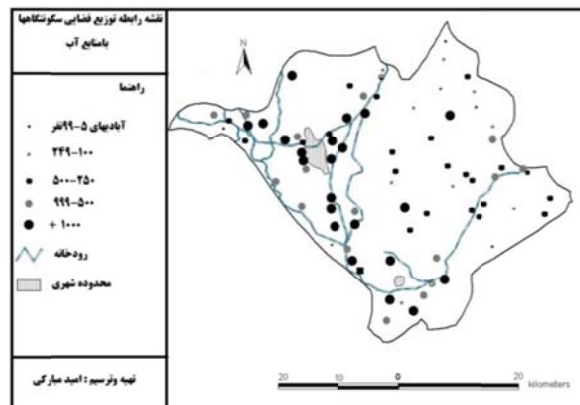 نقشه رابطه توزیع فضایی سکونتگاهها
بامنابع آب
راهنما
آبادیهای ۵-۹۹نفر
۱۰۰-۲۴۹
۲۵۰-۵۰۰
۵۰۰-۹۹۹
۱۰۰۰ +
رودخانه
محدوده شهری
تهیه وترسیم : امید مبارکی
N
20 10 0 20
kilometers